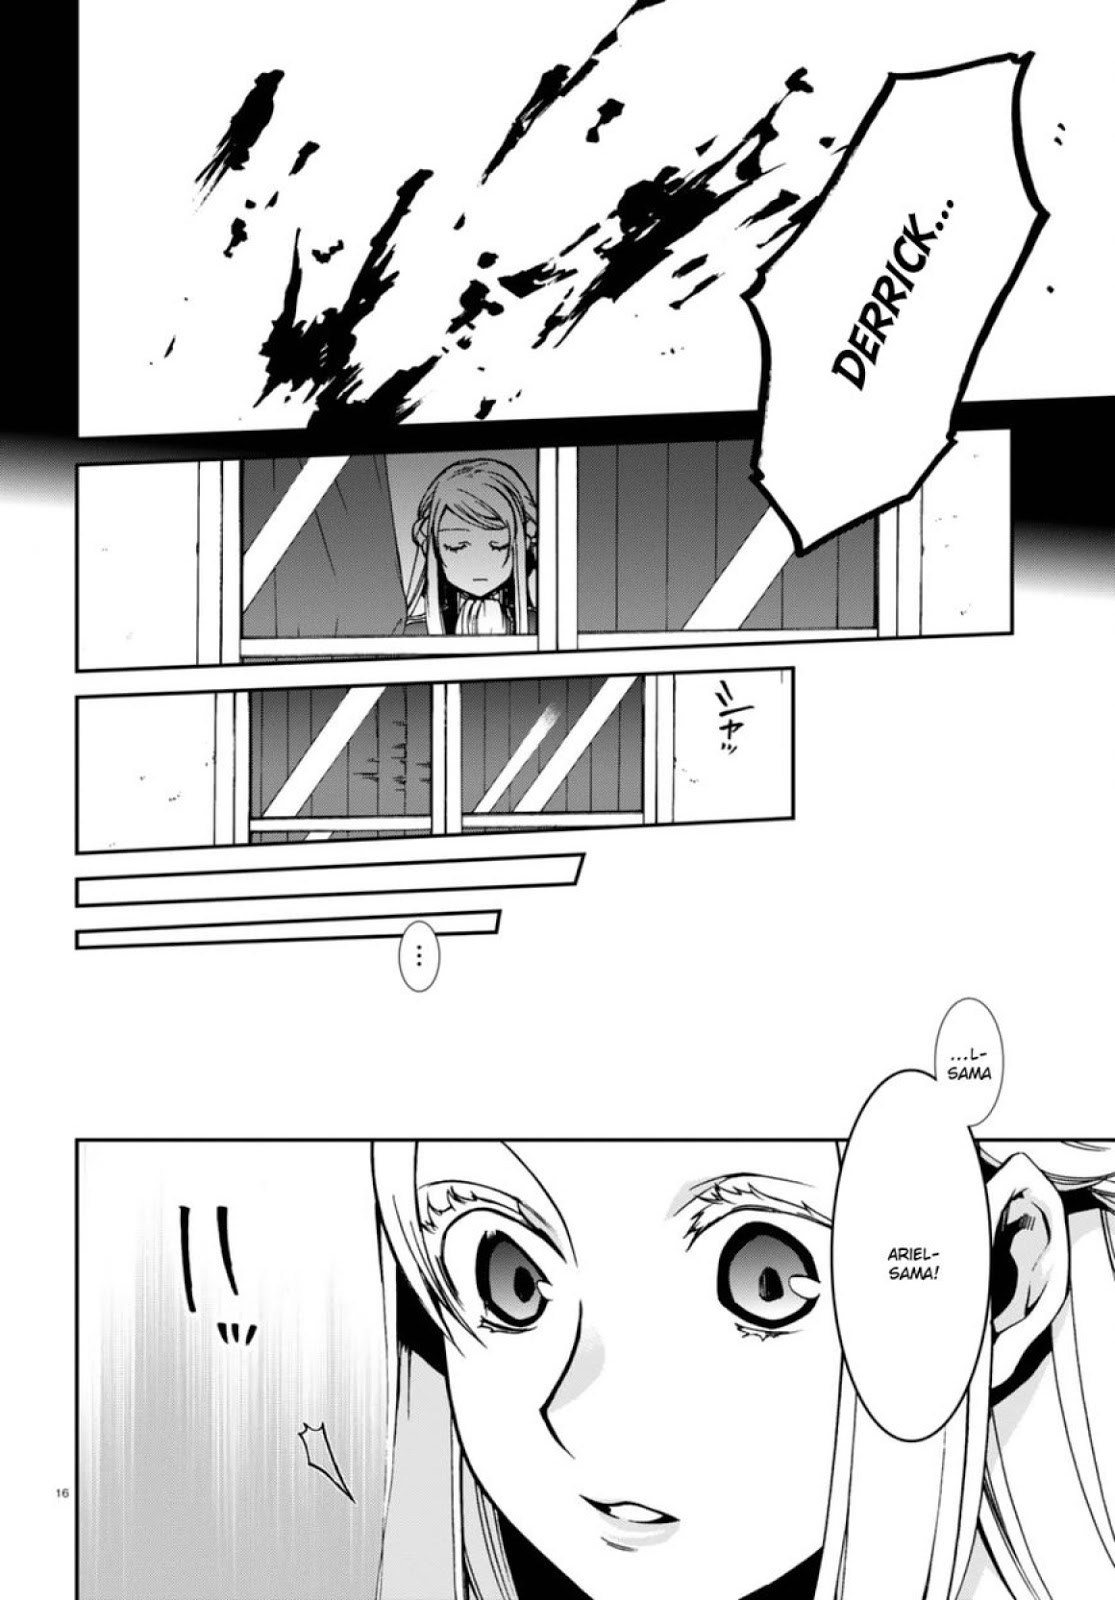 DERRICK...
シャッ
...
...L-
SAMA
ARIEL-
SAMA!
16